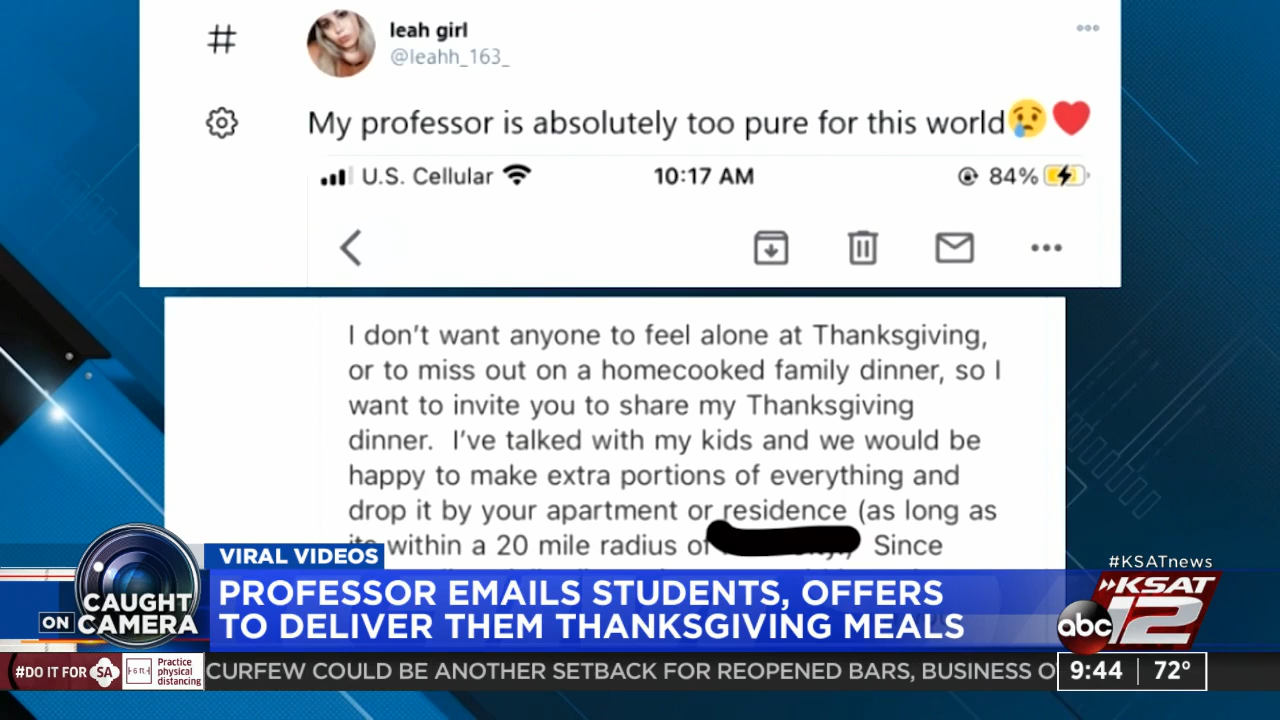 #
leah girl
@leahh_163_
My professor is absolutely too pure for this world😢❤️
U.S. Cellular
10:17 AM
84%
I don't want anyone to feel alone at Thanksgiving,
or to miss out on a homecooked family dinner, so I
want to invite you to share my Thanksgiving
dinner. I've talked with my kids and we would be
happy to make extra portions of everything and
drop it by your apartment or residence (as long as
its within a 20 mile radius of Since
#KSATnews
VIRAL VIDEOS
CAUGHT
ON CAMERA
PROFESSOR EMAILS STUDENTS, OFFERS
TO DELIVER THEM THANKSGIVING MEALS
KSAT
abc 12
#DO IT FOR SA
6 ft
Practice
physical
distancing
CURFEW COULD BE ANOTHER SETBACK FOR REOPENED BARS, BUSINESS O
9:44 72°